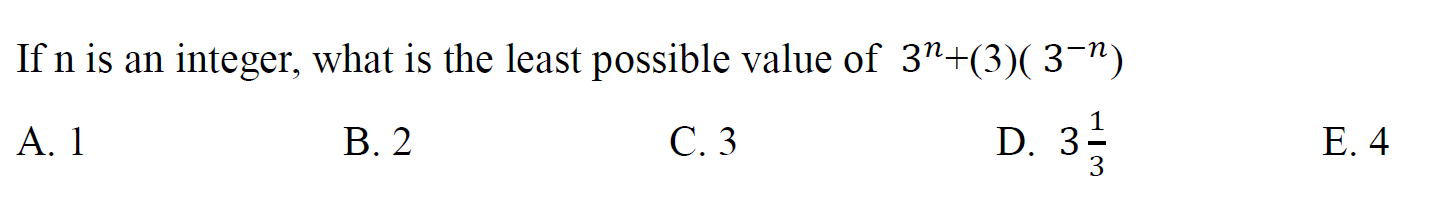 If n is an integer, what is the least possible value of 3ⁿ+(3)( 3⁻ⁿ)
A. 1 B. 2 C. 3 D. 3 1/3 E. 4